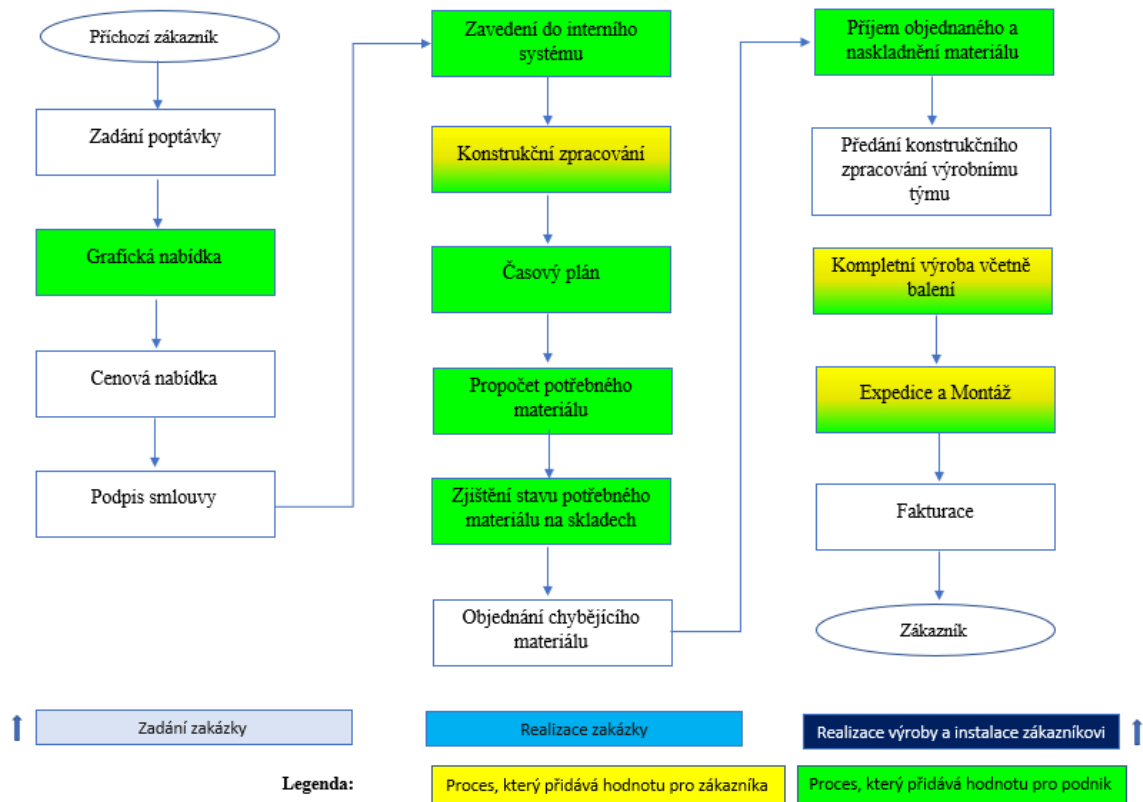 Příchozí zákazník
Zadání poptávky
Grafická nabídka
Cenová nabídka
Podpis smlouvy
Zavedení do interního
systému
Konstrukční zpracování
Časový plán
Propočet potřebného
materiálu
Zjištění stavu potřebného
materiálu na skladech
Objednání chybějícího
materiálu
Příjem objednaného a
naskladnění materiálu
Předání konstrukčního
zpracování výrobnímu
týmu
Kompletní výroba včetně
balení
Expedice a Montáž
Fakturace
Zákazník
Zadání zakázky
Realizace zakázky
Realizace výroby a instalace zákazníkovi
Legenda:
Proces, který přidává hodnotu pro zákazníka
Proces, který přidává hodnotu pro podnik